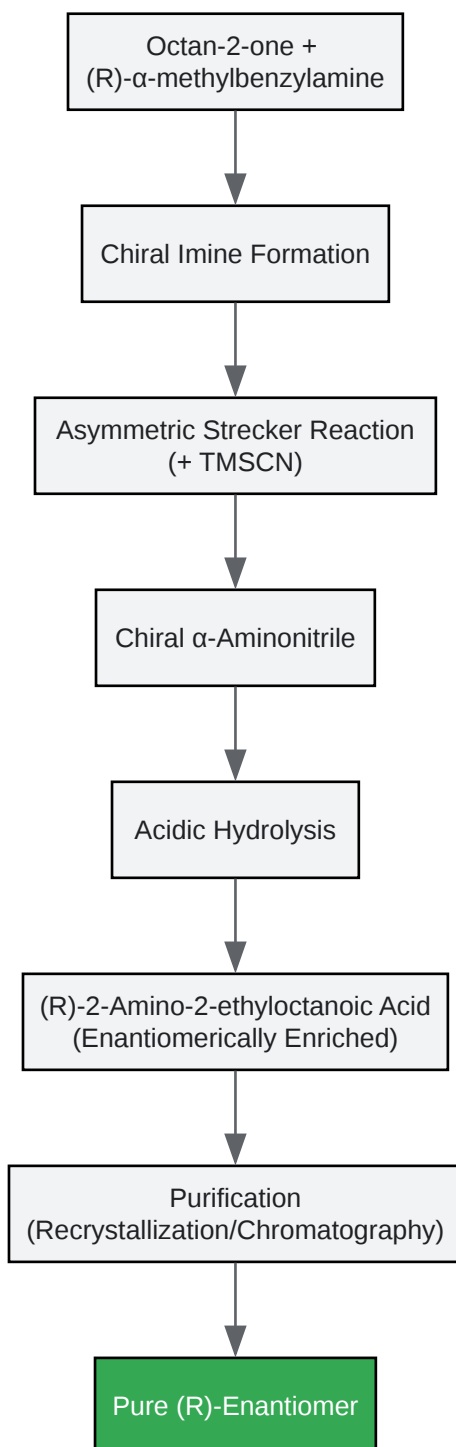 Octan-2-one +
(R)-α-methylbenzylamine
Chiral Imine Formation
Asymmetric Strecker Reaction
(+ TMSCN)
Chiral α-Aminonitrile
Acidic Hydrolysis
(R)-2-Amino-2-ethyloctanoic Acid
(Enantiomerically Enriched)
Purification
(Recrystallization/Chromatography)
Pure (R)-Enantiomer